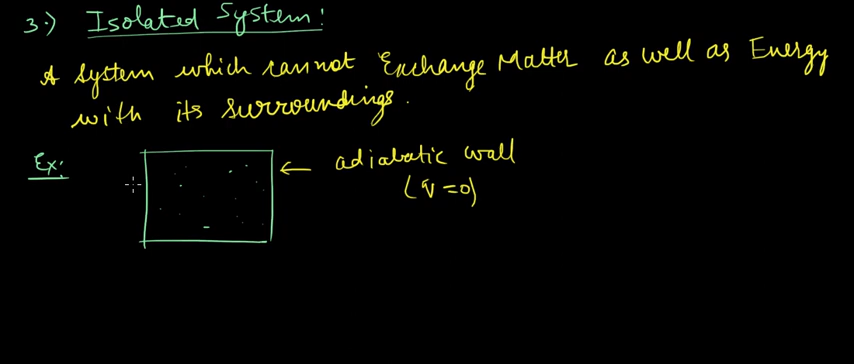 3.) Isolated System:
A System which cannot Exchange Matter as well as Energy
with its surroundings.
Ex:
← adiabatic wall
(q=0)